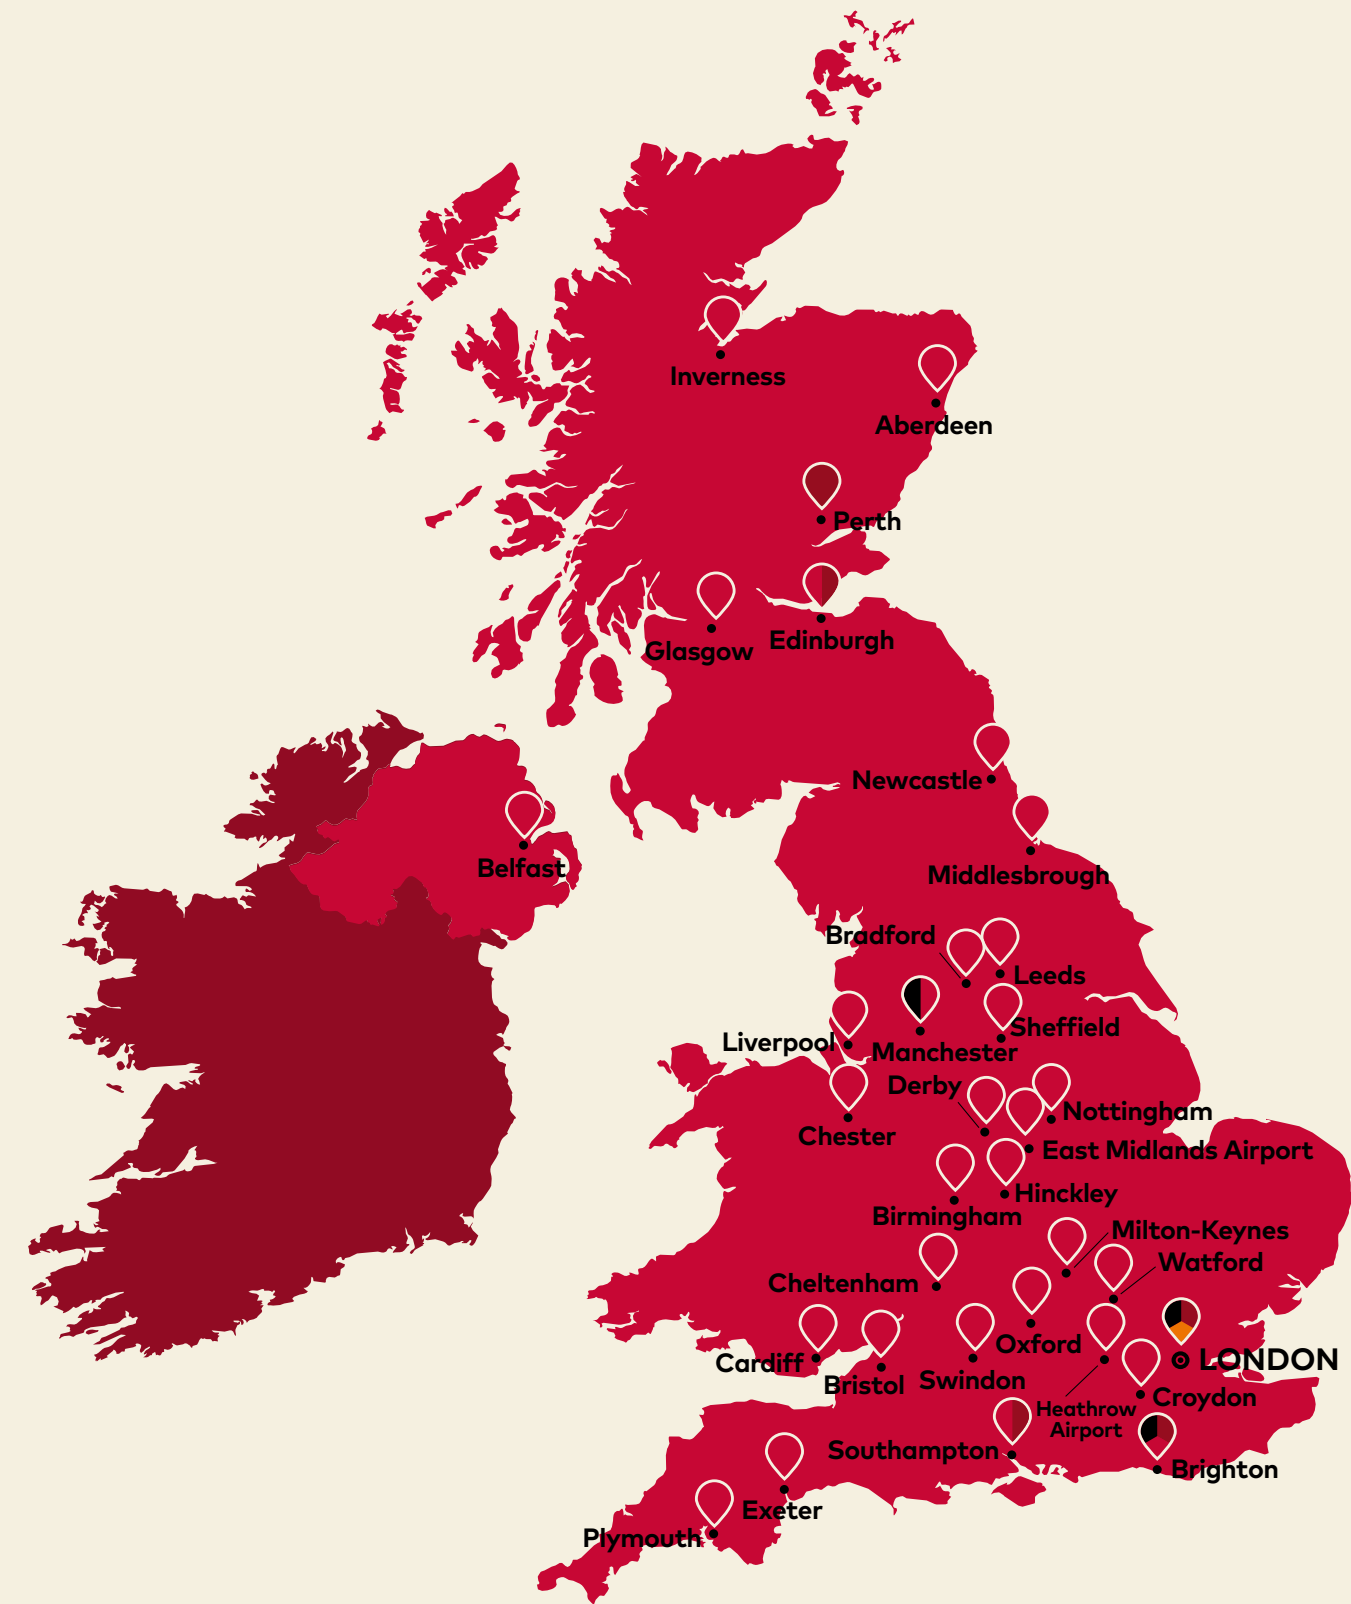 Inverness
Aberdeen
Perth
Glasgow
Edinburgh
Newcastle
Belfast
Middlesbrough
Bradford
Leeds
Sheffield
Liverpool
Manchester
Derby
Nottingham
Chester
East Midlands Airport
Hinckley
Birmingham
Milton-Keynes
Watford
Cheltenham
Oxford
LONDON
Cardiff
Bristol
Swindon
Croydon
Heathrow
Airport
Southampton
Brighton
Exeter
Plymouth